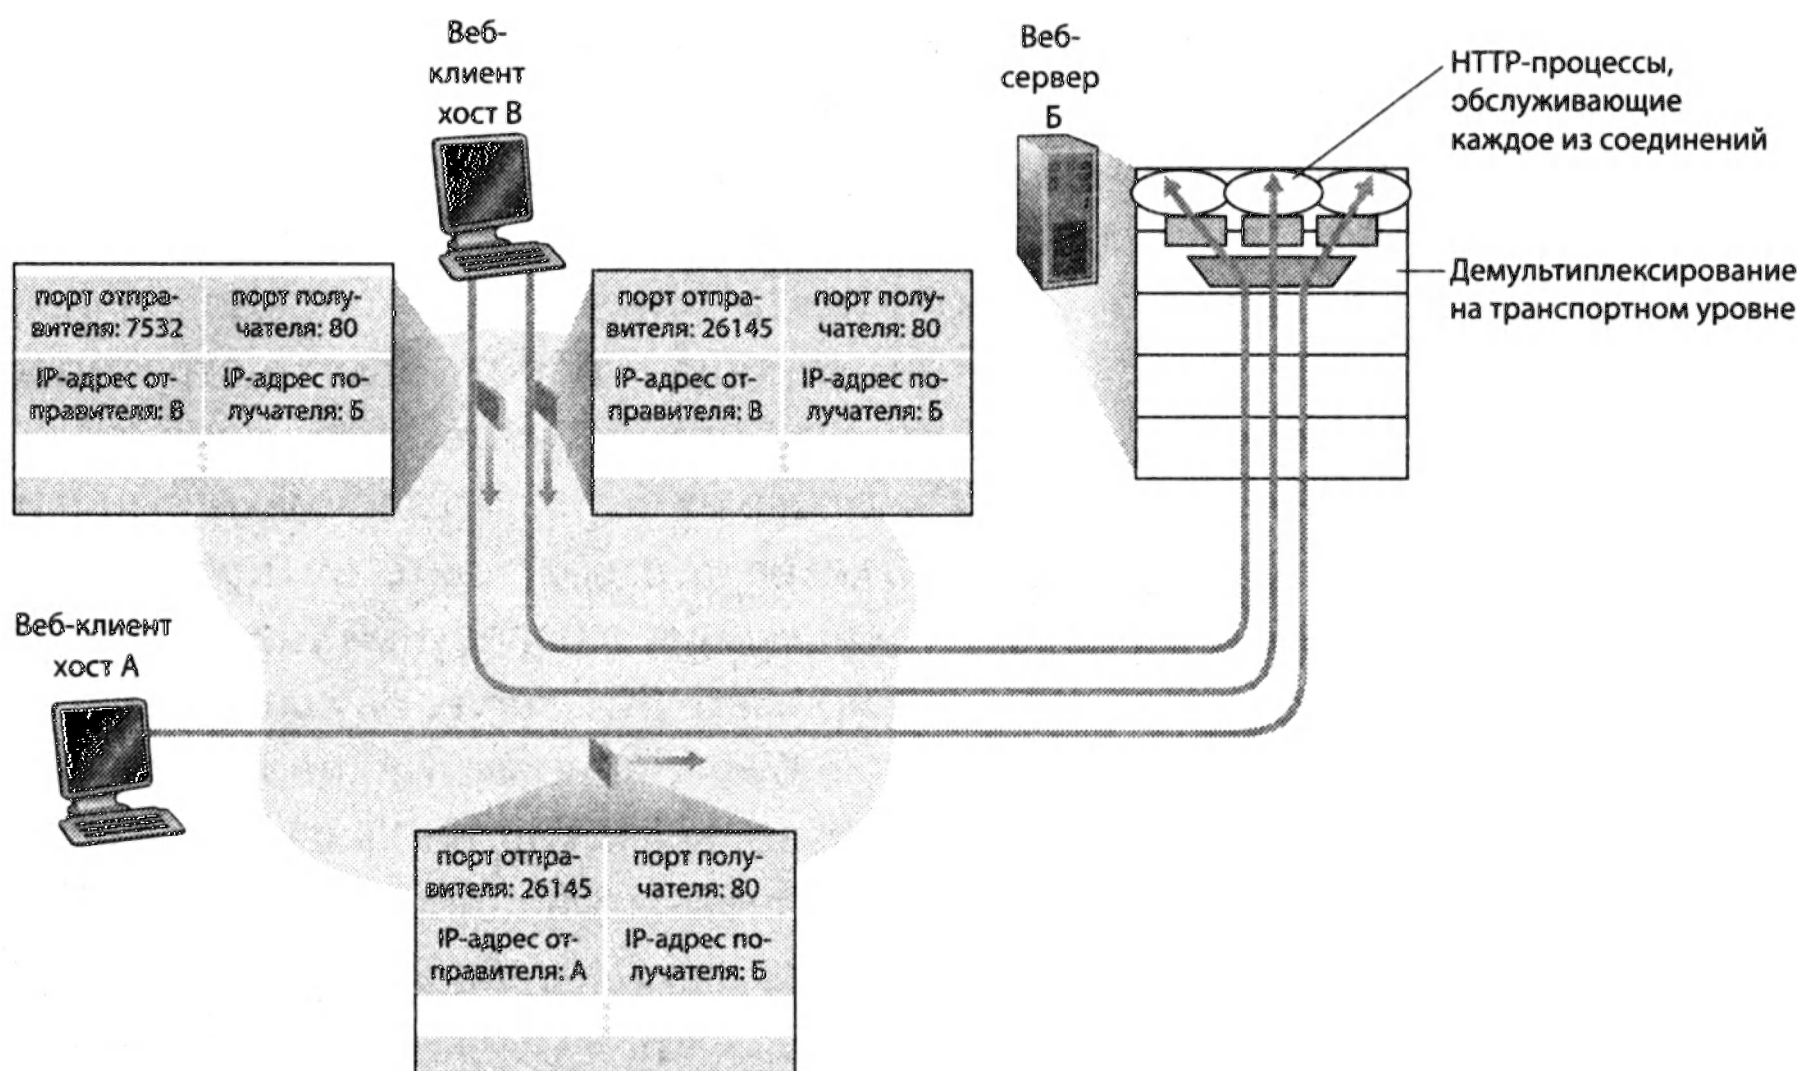 Веб-
клиент
хост В
Веб-
сервер
Б
HTTP-процессы,
обслуживающие
каждое из соединений
Демультиплексирование
на транспортном уровне
порт отпра-
вителя: 7532
порт полу-
чателя: 80
IP-адрес от-
правителя: В
IP-адрес по-
лучателя: Б
порт отпра-
вителя: 26145
порт полу-
чателя: 80
IP-адрес от-
правителя: В
IP-адрес по-
лучателя: Б
Веб-клиент
хост А
порт отпра-
вителя: 26145
порт полу-
чателя: 80
IP-адрес от-
правителя: А
IP-адрес по-
лучателя: Б